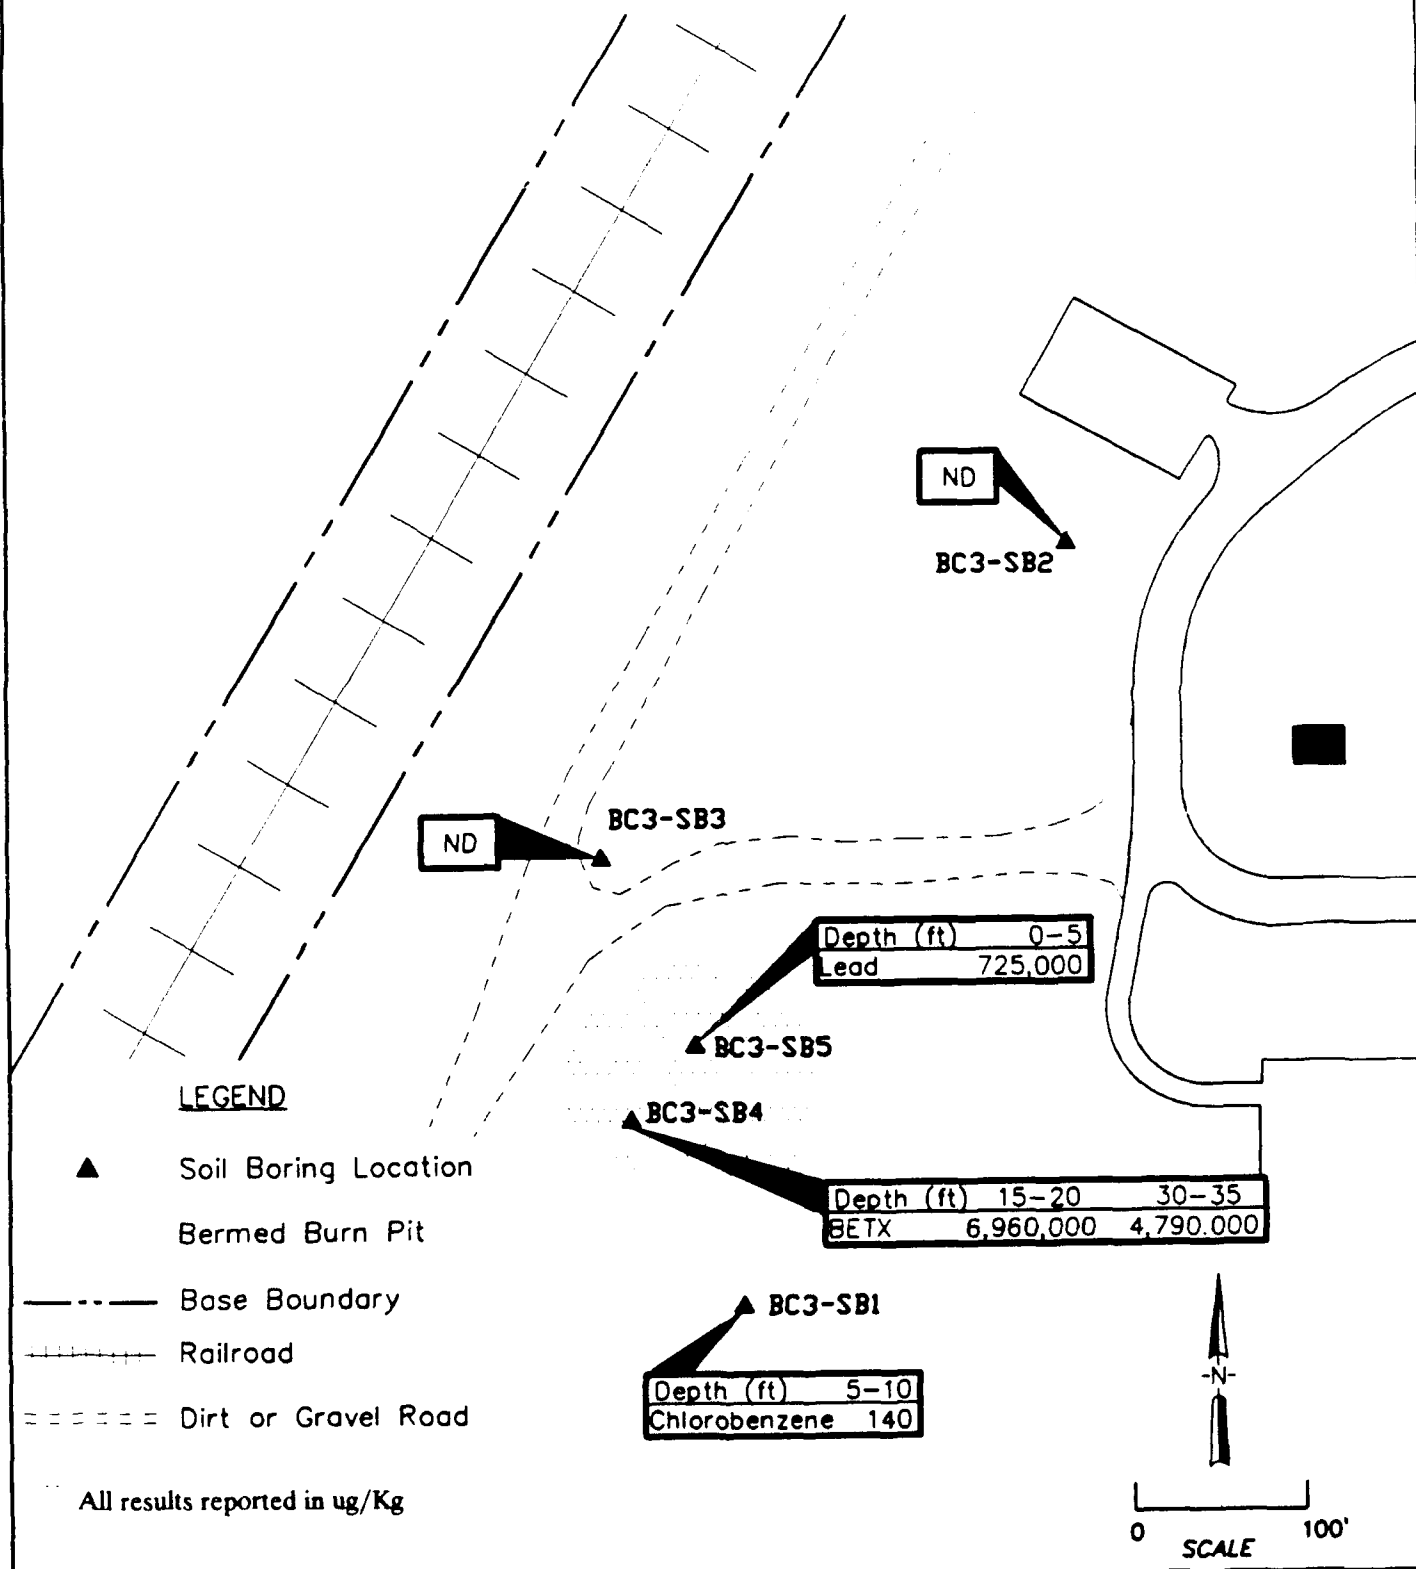 ND
BC3-SB2
BC3-SB3
ND
Depth (ft) 0-5
Lead 725,000
BC3-SB5
LEGEND
BC3-SB4
Soil Boring Location
Depth (ft) 15-20 30-35
Bermed Burn Pit
BETX 6,960,000 4,790.000
Base Boundary
BC3-SB1
Railroad
-N-
Depth (ft) 5-10
Dirt or Gravel Road
Chlorobenzene 140
All results reported in ug/Kg
0 100'
SCALE